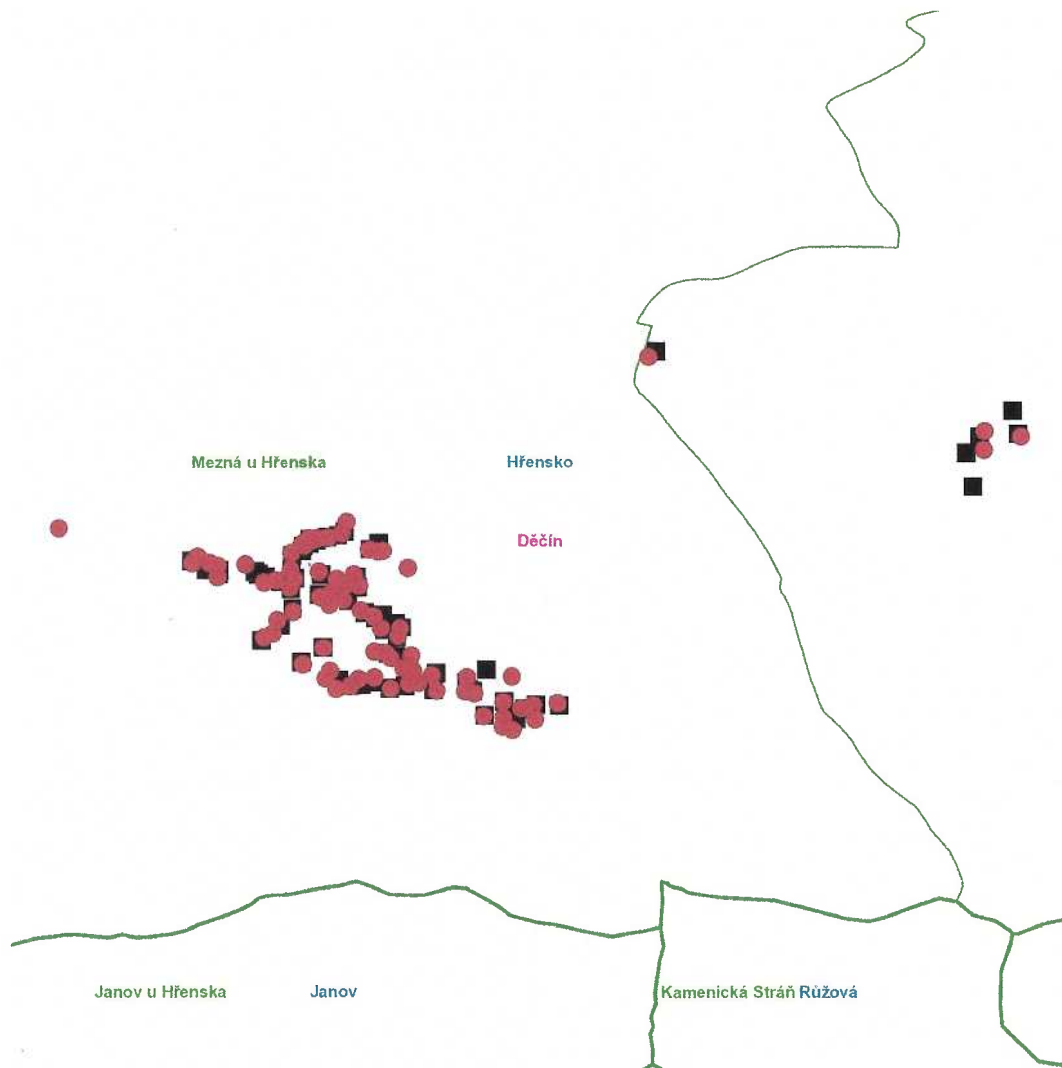 Mezná u Hřenska
Hřensko
Děčín
Janov u Hřenska
Janov
Kamenická Stráň
Růžová